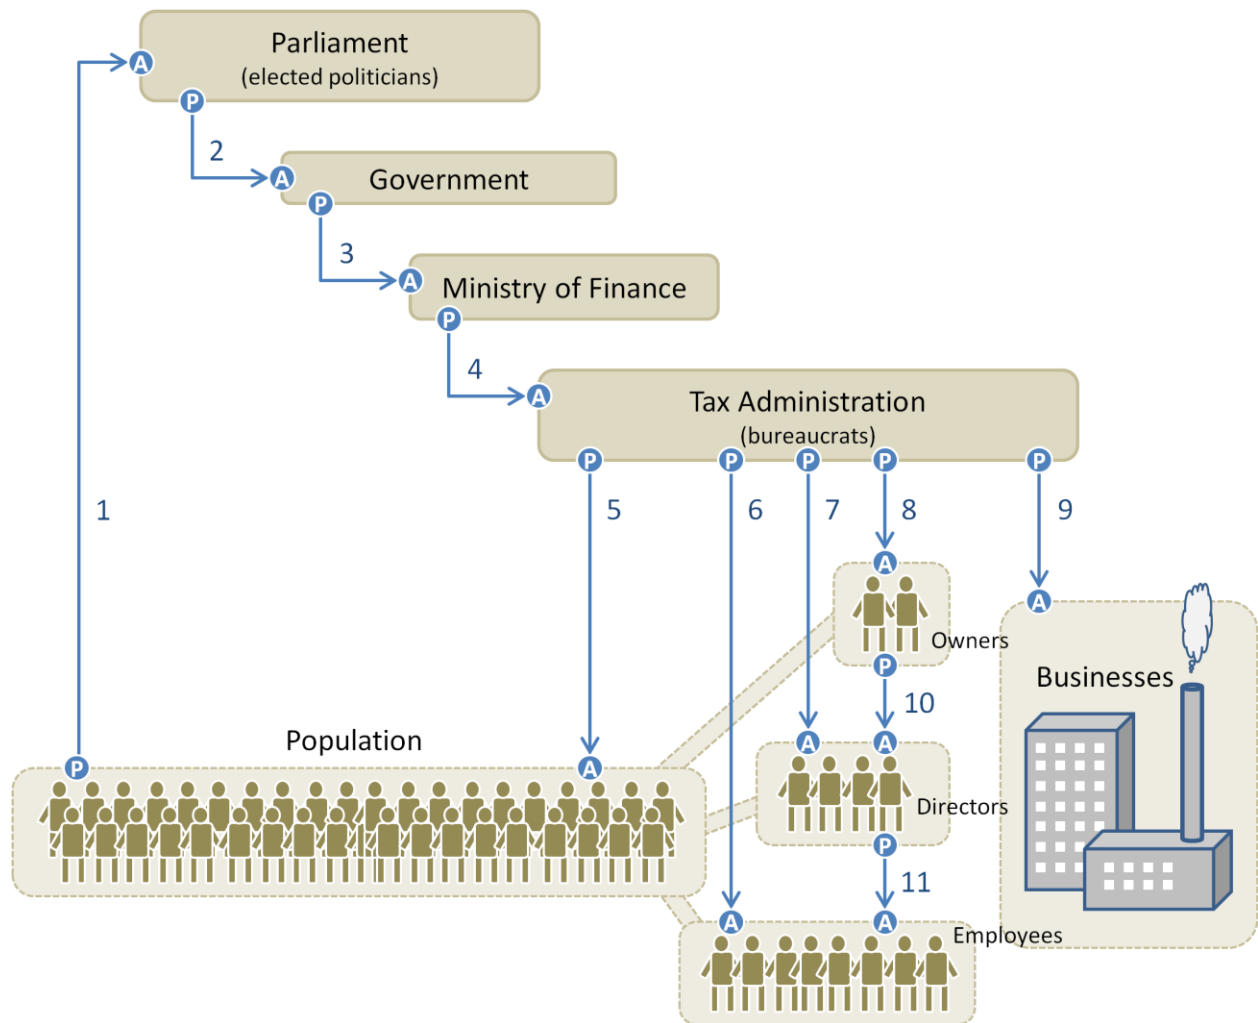 Parliament
(elected politicians)
A
P
2
A
Government
P
3
A
Ministry of Finance
P
4
A
Tax Administration
(bureaucrats)
P
P
P
P
P
1
5
6
7
8
9
A
A
Owners
P
Businesses
10
Population
P
A
A
A
Directors
P
11
A
A
Employees